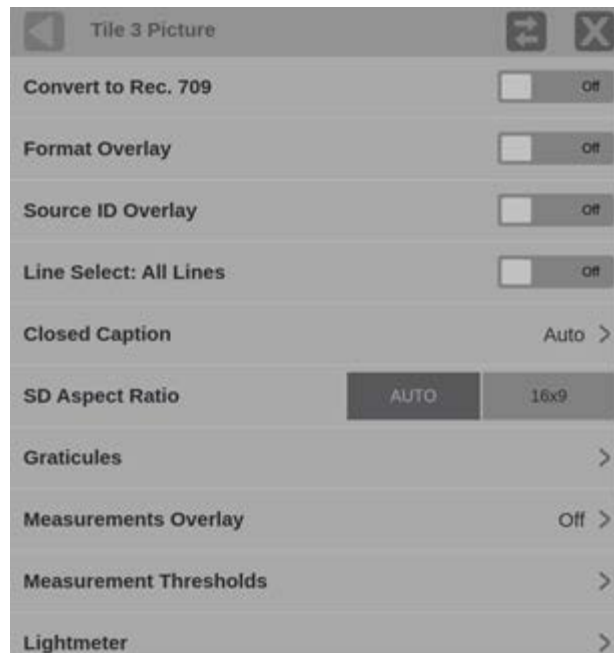 Tile 3 Picture
Convert to Rec. 709 Off
Format Overlay Off
Source ID Overlay Off
Line Select: All Lines Off
Closed Caption Auto
SD Aspect Ratio AUTO 16x9
Graticules
Measurements Overlay Off
Measurement Thresholds
Lightmeter